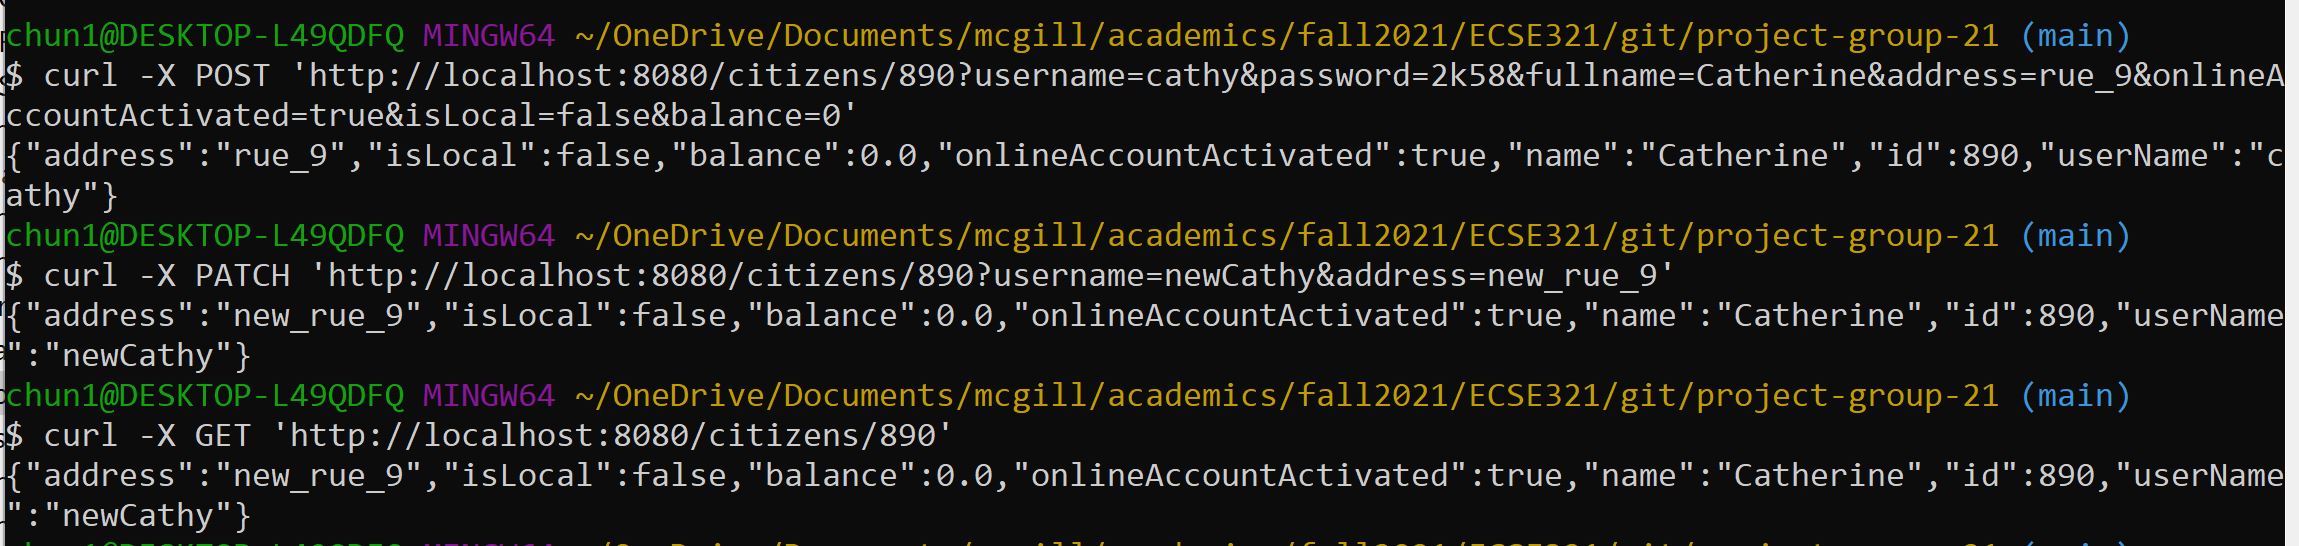 chun1@DESKTOP-L49QDFQ MINGW64 ~/OneDrive/Documents/mcgill/academics/fall2021/ECSE321/git/project-group-21 (main)
$ curl -X POST 'http://localhost:8080/citizens/890?username=cathy&password=2k58&fullname=Catherine&address=rue_9&onlineA
ccountActivated=true&isLocal=false&balance=0'
{"address":"rue_9","isLocal":false,"balance":0.0,"onlineAccountActivated":true,"name":"Catherine","id":890,"userName":"c
athy"}
chun1@DESKTOP-L49QDFQ MINGW64 ~/OneDrive/Documents/mcgill/academics/fall2021/ECSE321/git/project-group-21 (main)
$ curl -X PATCH 'http://localhost:8080/citizens/890?username=newCathy&address=new_rue_9'
{"address":"new_rue_9","isLocal":false,"balance":0.0,"onlineAccountActivated":true,"name":"Catherine","id":890,"userName
":"newCathy"}
chun1@DESKTOP-L49QDFQ MINGW64 ~/OneDrive/Documents/mcgill/academics/fall2021/ECSE321/git/project-group-21 (main)
$ curl -X GET 'http://localhost:8080/citizens/890'
{"address":"new_rue_9","isLocal":false,"balance":0.0,"onlineAccountActivated":true,"name":"Catherine","id":890,"userName
":"newCathy"}